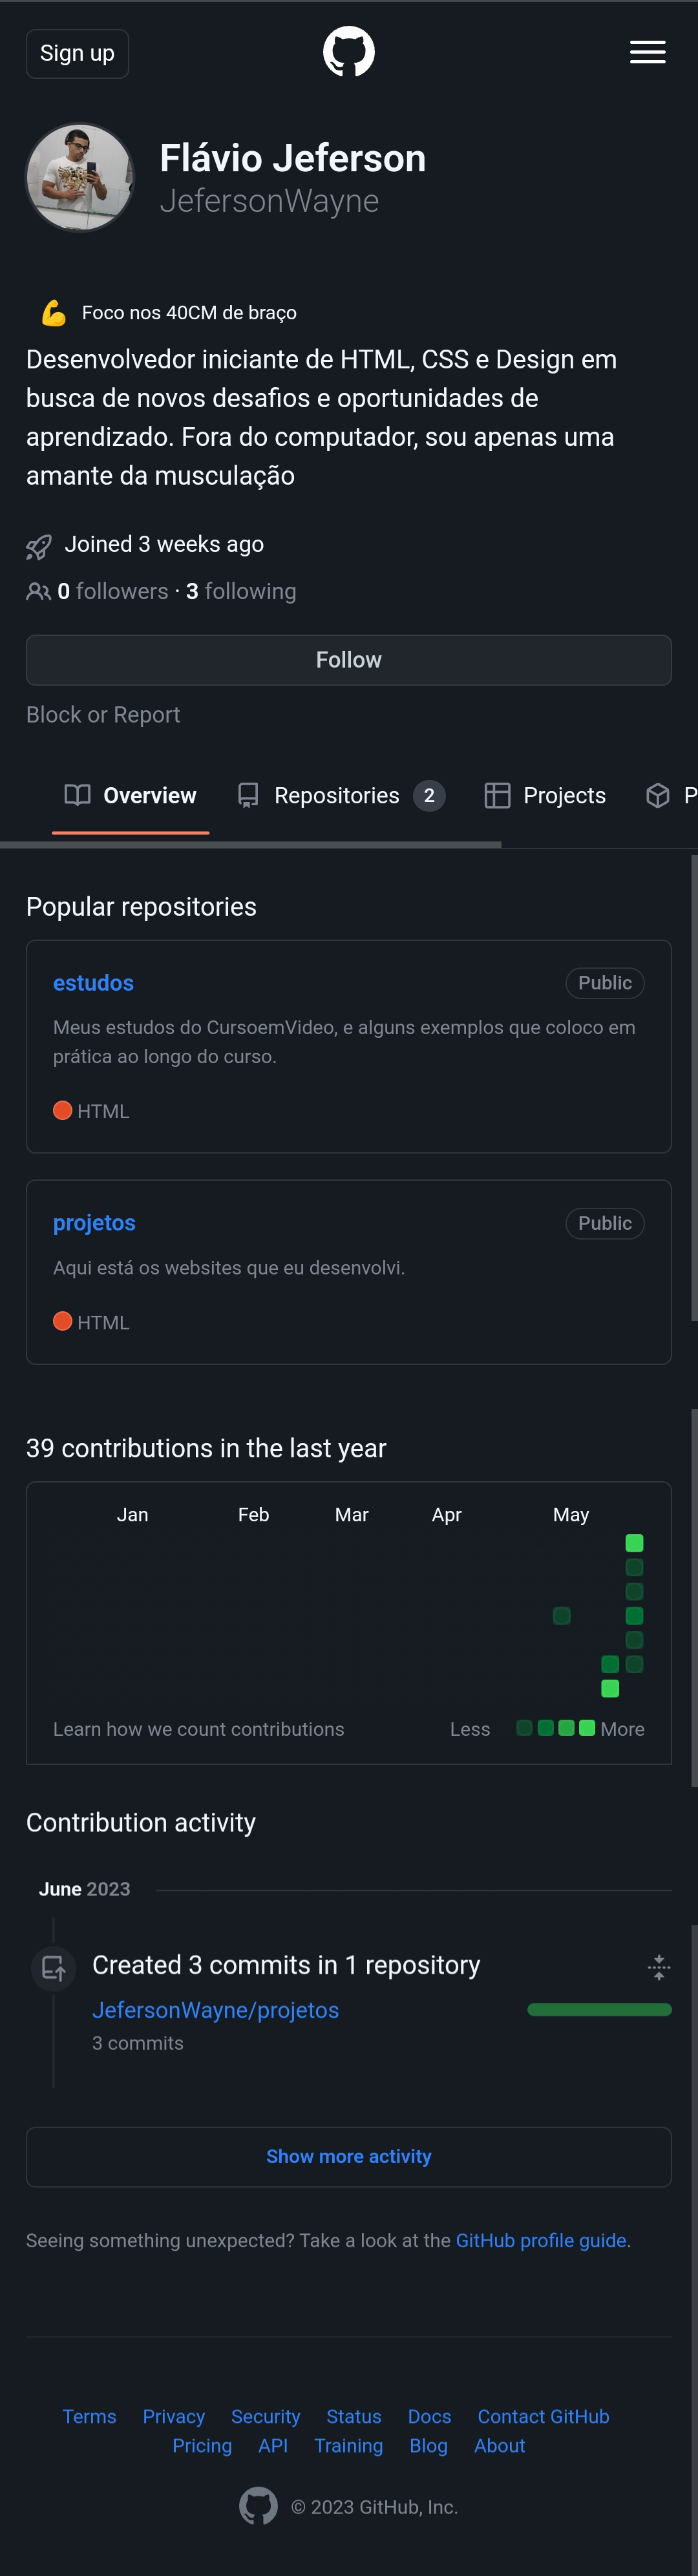 Sign up
Flávio Jeferson
JefersonWayne
Foco nos 40CM de braço
Desenvolvedor iniciante de HTML, CSS e Design em
busca de novos desafios e oportunidades de
aprendizado. Fora do computador, sou apenas uma
amante da musculação
Joined 3 weeks ago
0 followers · 3 following
Follow
Block or Report
Overview Repositories 2 Projects P
Popular repositories
estudos Public
Meus estudos do CursoemVideo, e alguns exemplos que coloco em
prática ao longo do curso.
HTML
projetos Public
Aqui está os websites que eu desenvolvi.
HTML
39 contributions in the last year
Jan Feb Mar Apr May
Learn how we count contributions Less More
Contribution activity
June 2023
Created 3 commits in 1 repository
JefersonWayne/projetos
3 commits
Show more activity
Seeing something unexpected? Take a look at the GitHub profile guide.
Terms Privacy Security Status Docs Contact GitHub
Pricing API Training Blog About
© 2023 GitHub, Inc.